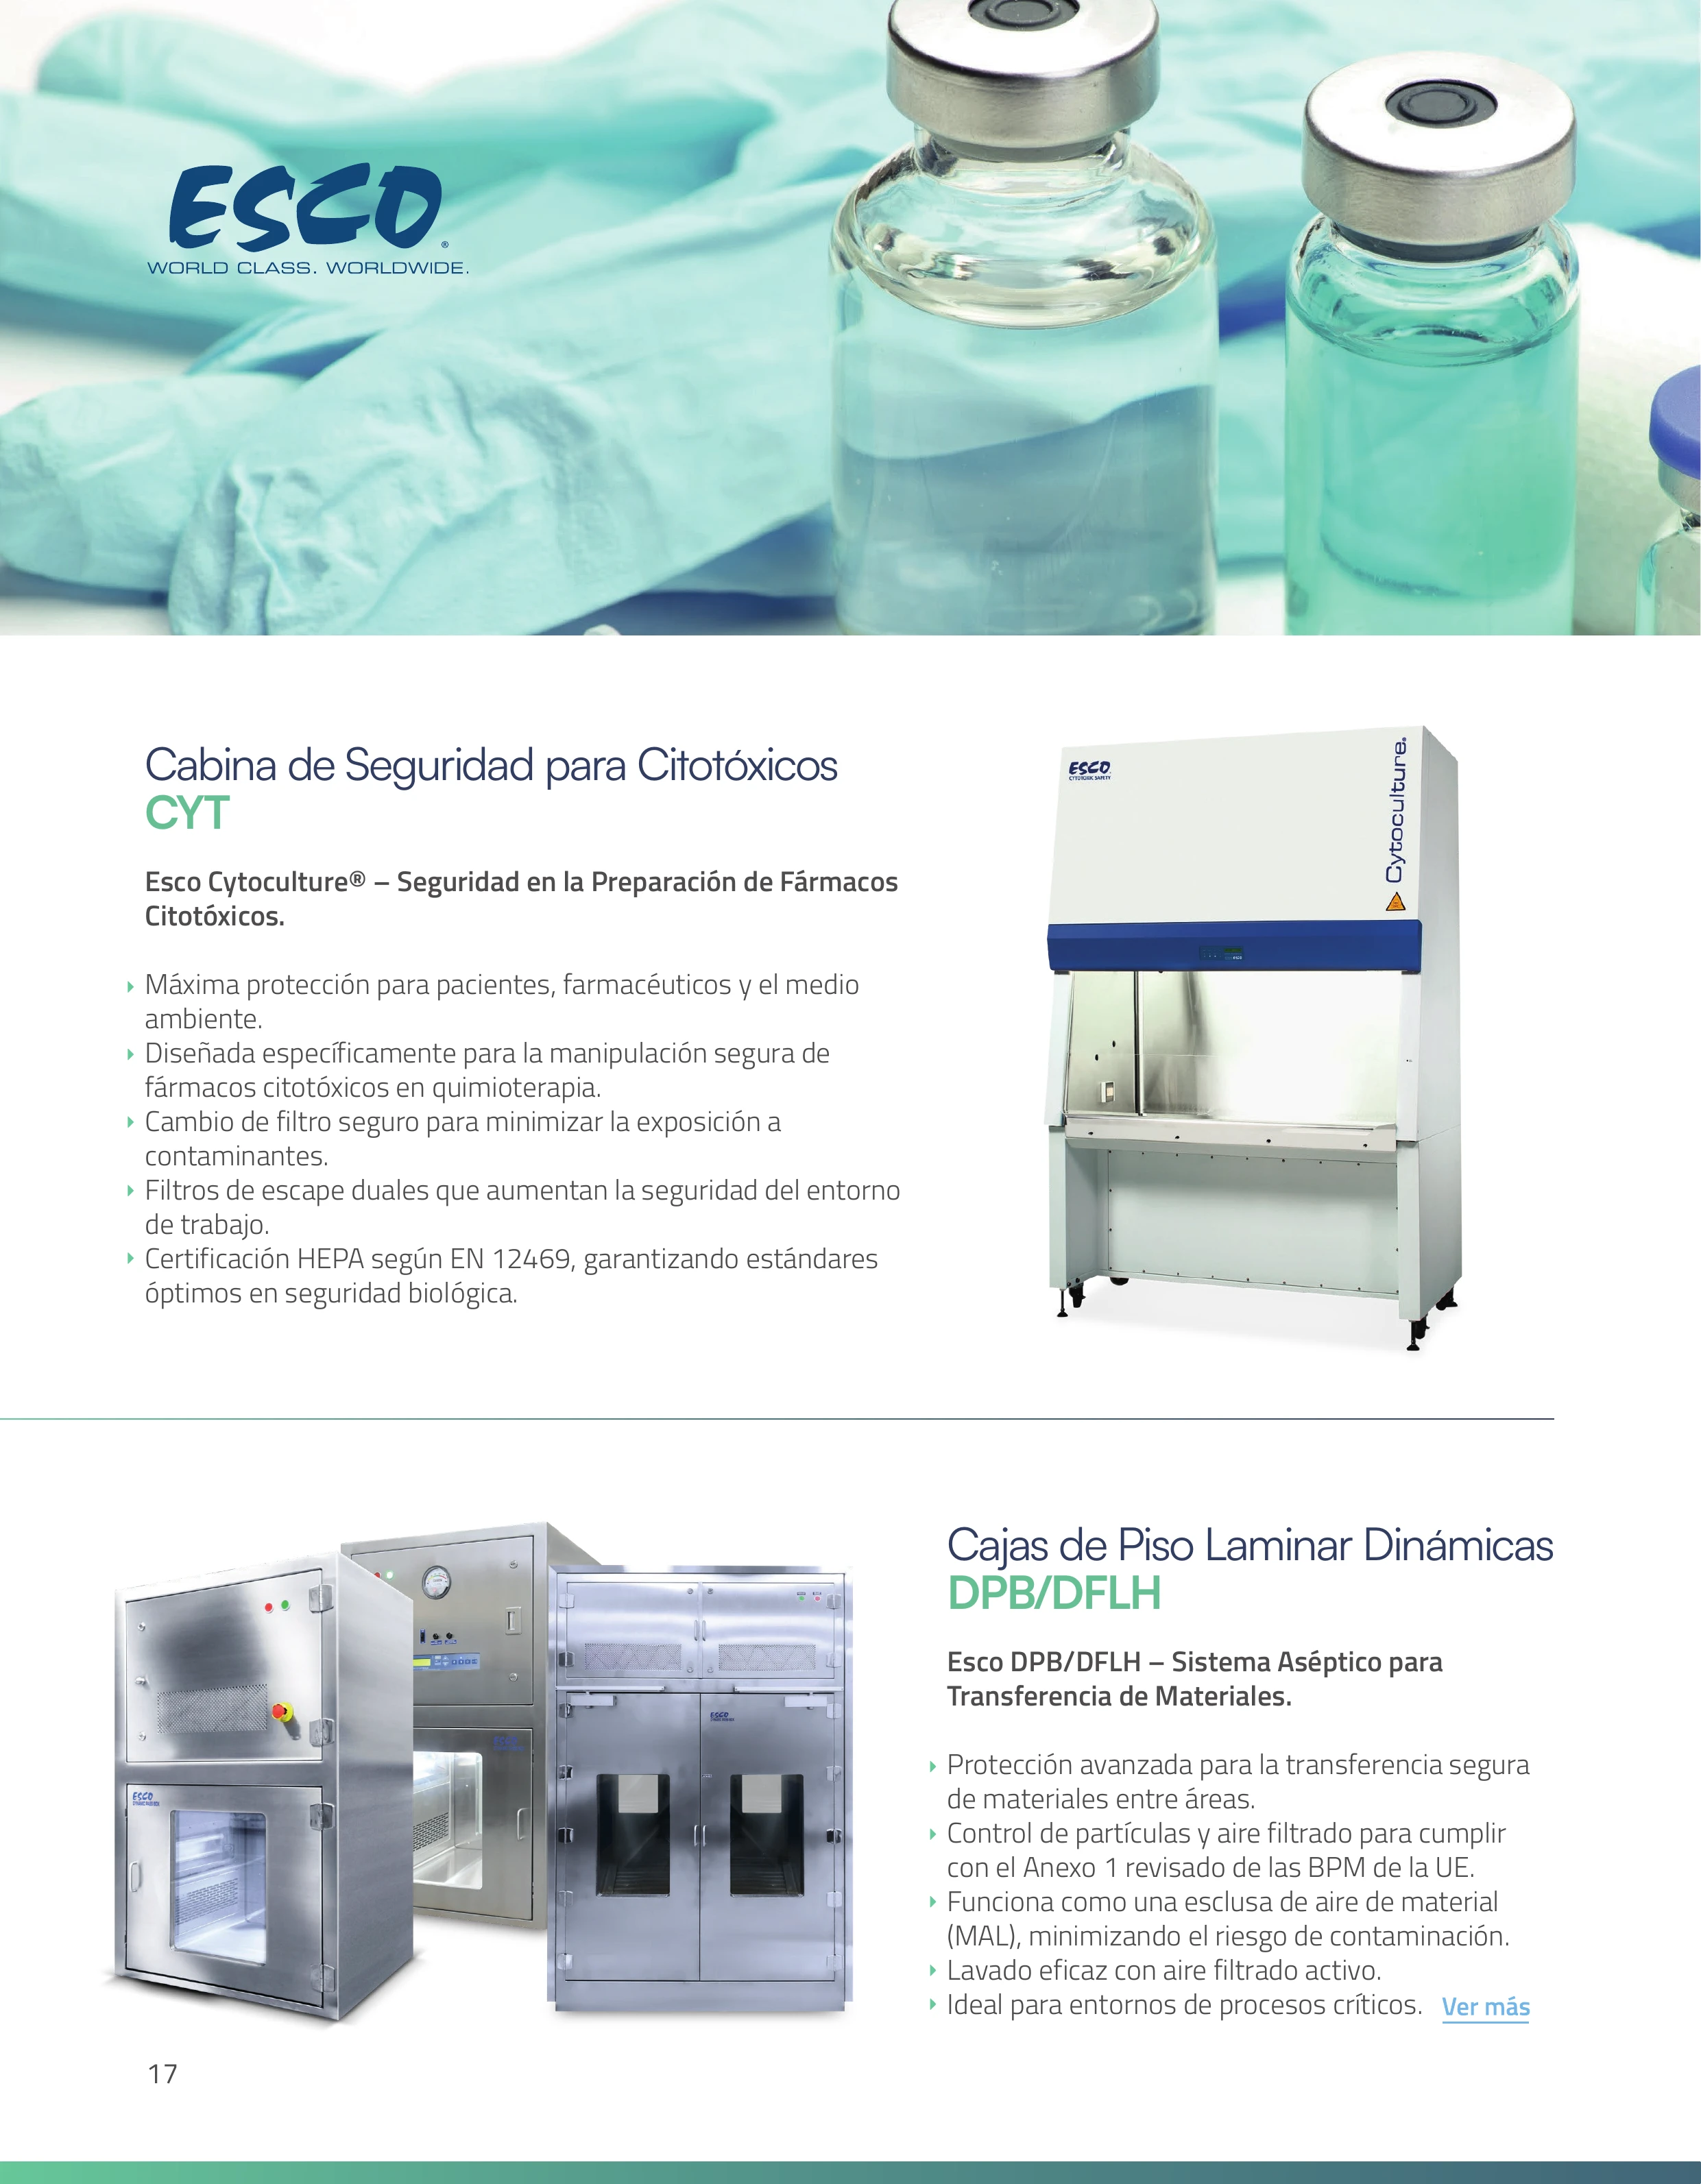 ESCO®
WORLD CLASS. WORLDWIDE.
Cabina de Seguridad para Citotóxicos
CYT
Esco Cytoculture® – Seguridad en la Preparación de Fármacos
Citotóxicos.
Máxima protección para pacientes, farmacéuticos y el medio
ambiente.
Diseñada específicamente para la manipulación segura de
fármacos citotóxicos en quimioterapia.
Cambio de filtro seguro para minimizar la exposición a
contaminantes.
Filtros de escape duales que aumentan la seguridad del entorno
de trabajo.
Certificación HEPA según EN 12469, garantizando estándares
óptimos en seguridad biológica.
ESCO
CYTOTOXIC SAFETY
Cytoculture®
Cajas de Piso Laminar Dinámicas
DPB/DFLH
Esco DPB/DFLH – Sistema Aséptico para
Transferencia de Materiales.
Protección avanzada para la transferencia segura
de materiales entre áreas.
Control de partículas y aire filtrado para cumplir
con el Anexo 1 revisado de las BPM de la UE.
Funciona como una esclusa de aire de material
(MAL), minimizando el riesgo de contaminación.
Lavado eficaz con aire filtrado activo.
Ideal para entornos de procesos críticos. Ver más
ESCO
ESCO
ESCO
17